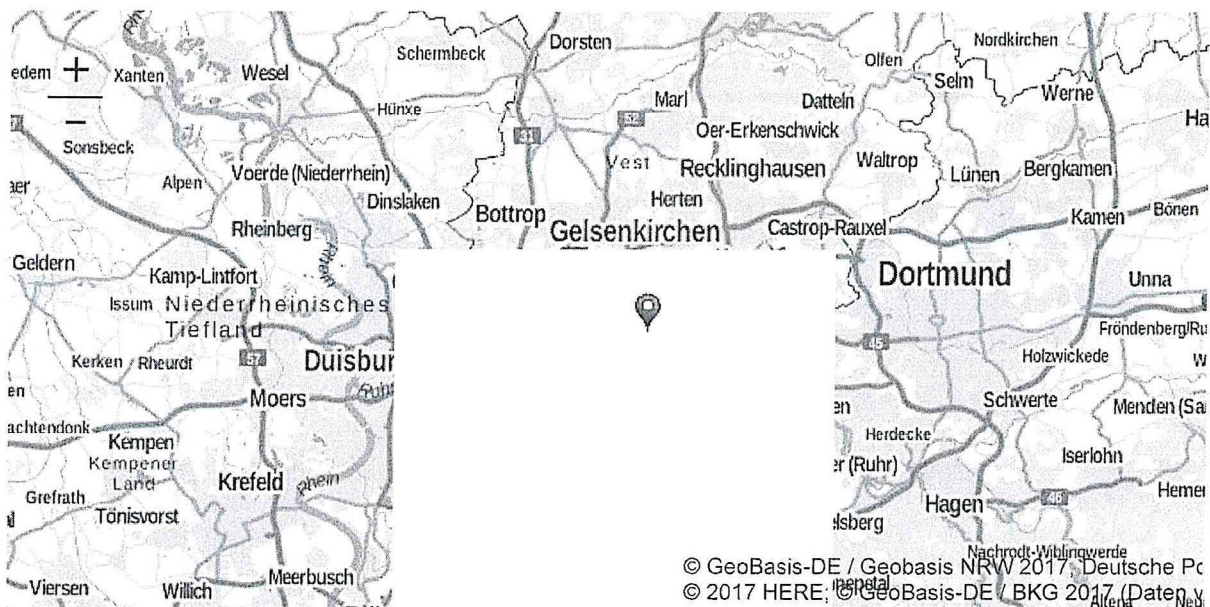 Schermbeck
Dorsten
Nordkirchen
Olfen
Xanten
Wesel
Selm
Werne
+
-
Hünxe
Marl
Datteln
52
31
Oer-Erkenschwick
Sonsbeck
Vest
Waltrop
Bergkamen
Alpen
Voerde (Niederrhein)
Recklinghausen
Lünen
Dinslaken
Herten
Bottrop
Kamen
Bönen
Rheinberg
Gelsenkirchen
Castrop-Rauxel
Geldern
Kamp-Lintfort
Dortmund
Unna
Issum
Niederrheinisches
Tiefland
Fröndenberg/Ru
45
Kerken
Rheurdt
57
Duisbur
Holzwickede
Ruhr
Moers
Schwerte
Menden (Sa
achtendonk
Kempen
Herdecke
Iserlohn
Kempener
Land
r (Ruhr)
Krefeld
Rhein
Hemer
Grefrath
46
Hagen
Tönisvorst
elsberg
Nachrodt-Wiblingwerde
© GeoBasis-DE / Geobasis NRW 2017, Deutsche Po
Meerbusch
Viersen
Willich
© 2017 HERE; © GeoBasis-DE / BKG 2017 (Daten v
Altena